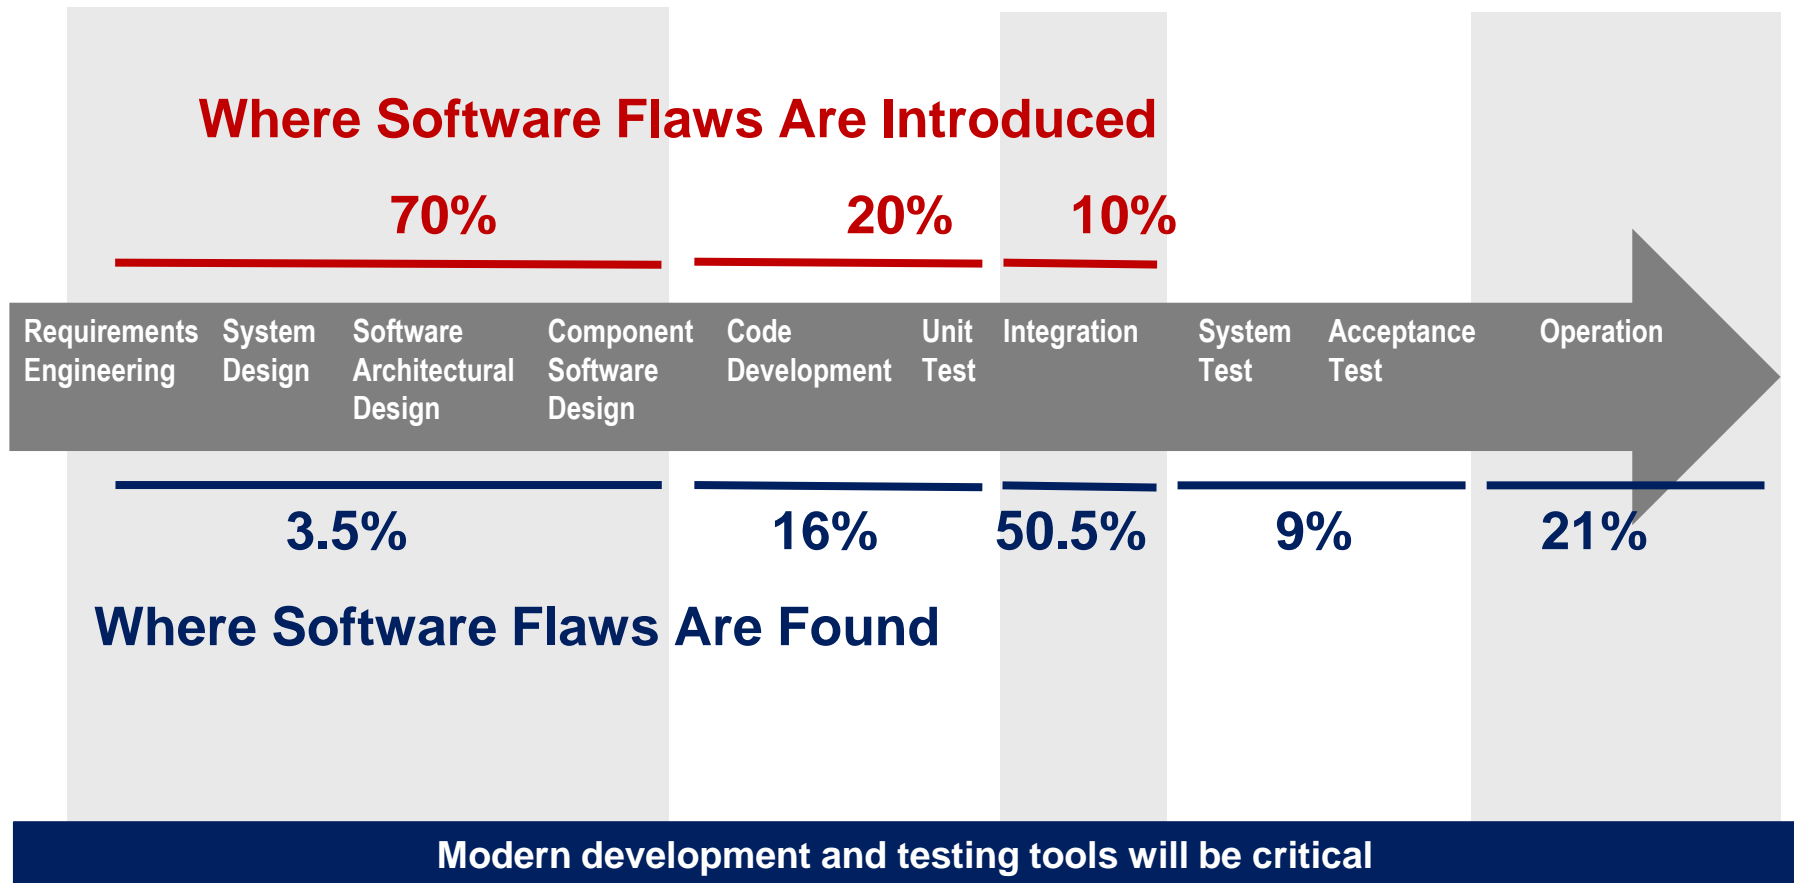 Where Software Flaws Are Introduced
70%
20%
10%
Requirements
Engineering
System
Design
Software
Architectural
Design
Component
Software
Design
Code
Development
Unit
Test
Integration
System
Test
Acceptance
Test
Operation
3.5%
16%
50.5%
9%
21%
Where Software Flaws Are Found
Modern development and testing tools will be critical